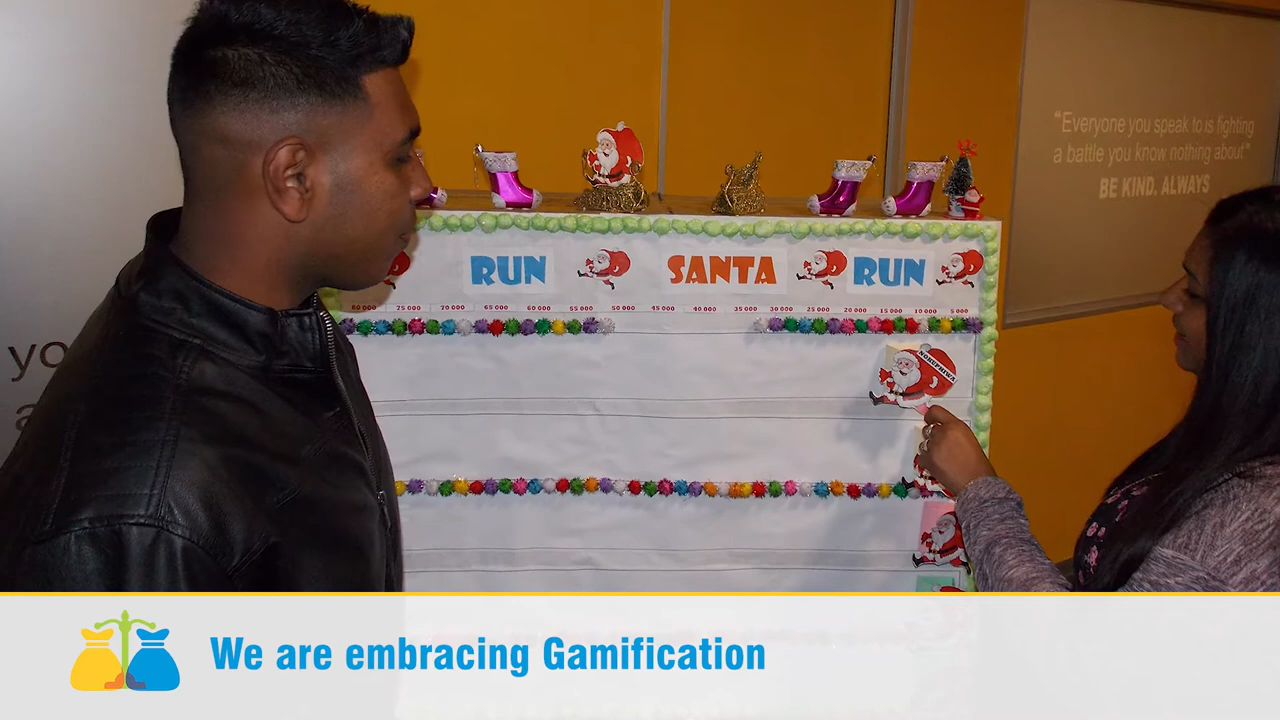 "Everyone you speak to is fighting
a battle you know nothing about"
BE KIND. ALWAYS
RUN SANTA RUN
80 000 75 000 70 000 65 000 60 000 55 000 50 000 45 000 40 000 35 000 30 000 25 000 20 000 15 000 10 000 5 000
yo
a
We are embracing Gamification